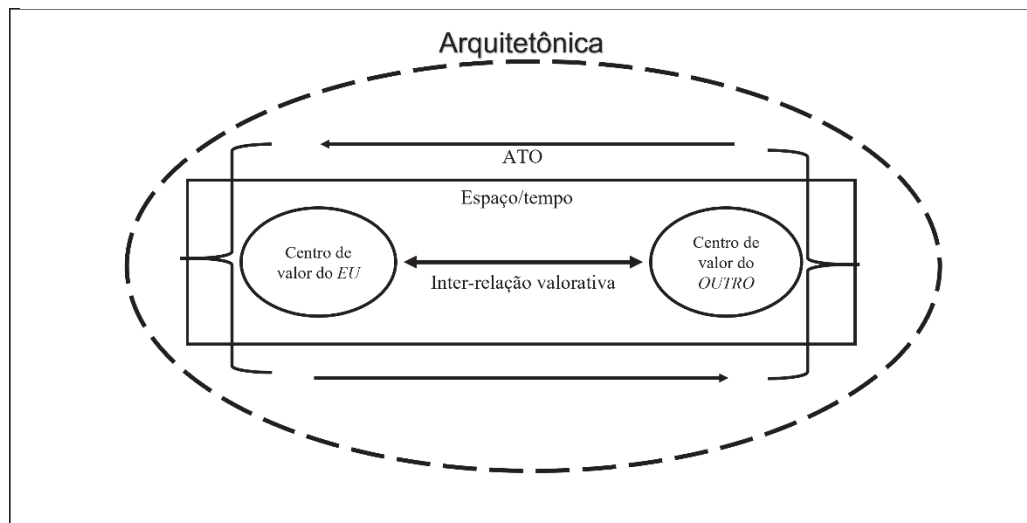 Arquitetônica
ATO
Espaço/tempo
Centro de
valor do EU
Inter-relação valorativa
Centro de
valor do
OUTRO